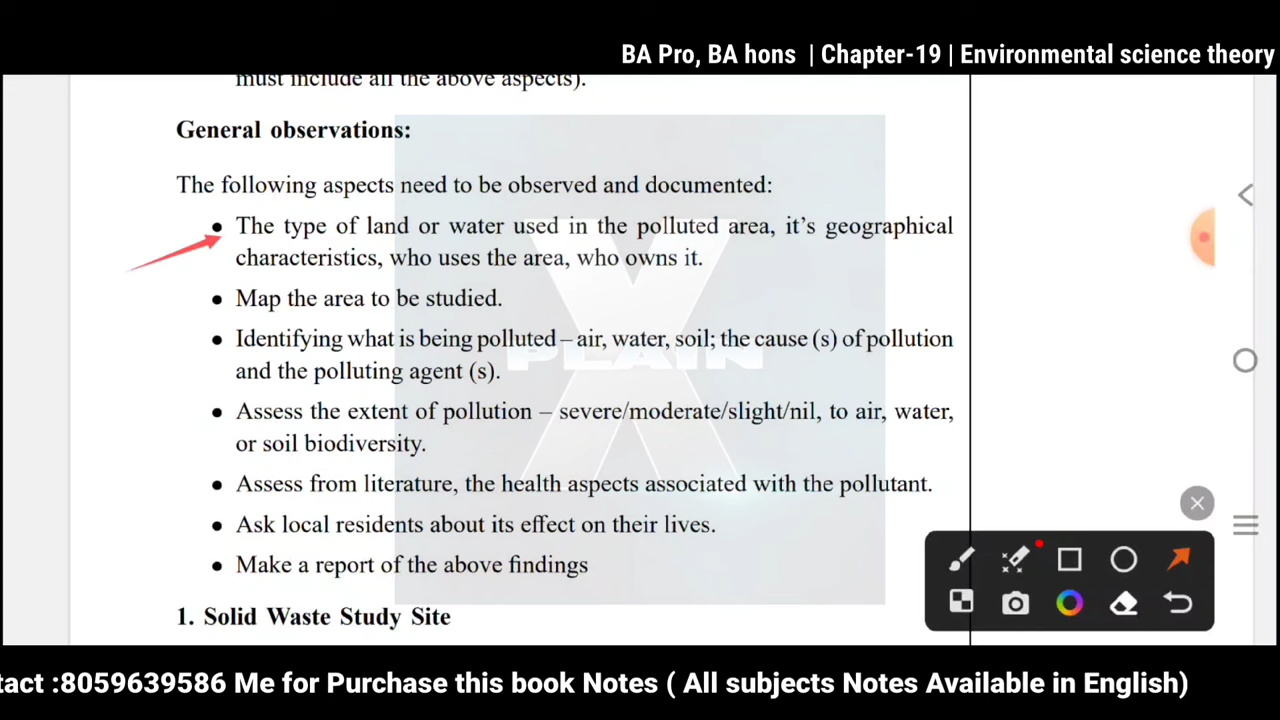 BA Pro, BA hons | Chapter-19 | Environmental science theory
must include all the above aspects).
General observations:
The following aspects need to be observed and documented:
● The type of land or water used in the polluted area, it's geographical
characteristics, who uses the area, who owns it.
● Map the area to be studied.
● Identifying what is being polluted – air, water, soil; the cause (s) of pollution
and the polluting agent (s).
● Assess the extent of pollution – severe/moderate/slight/nil, to air, water,
or soil biodiversity.
● Assess from literature, the health aspects associated with the pollutant.
● Ask local residents about its effect on their lives.
● Make a report of the above findings
1. Solid Waste Study Site
X
PLAIN
tact :8059639586 Me for Purchase this book Notes ( All subjects Notes Available in English)